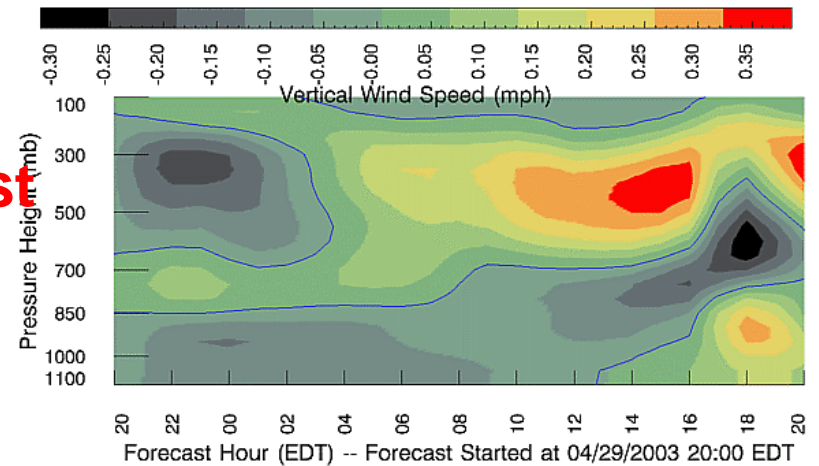 -0.30 -0.25 -0.20 -0.15 -0.10 -0.05 -0.00 0.05 0.10 0.15 0.20 0.25 0.30 0.35
Vertical Wind Speed (mph)
st
Pressure Height (mb)
100
300
500
700
850
1000
1100
20 22 00 02 04 06 08 10 12 14 16 18 20
Forecast Hour (EDT) -- Forecast Started at 04/29/2003 20:00 EDT